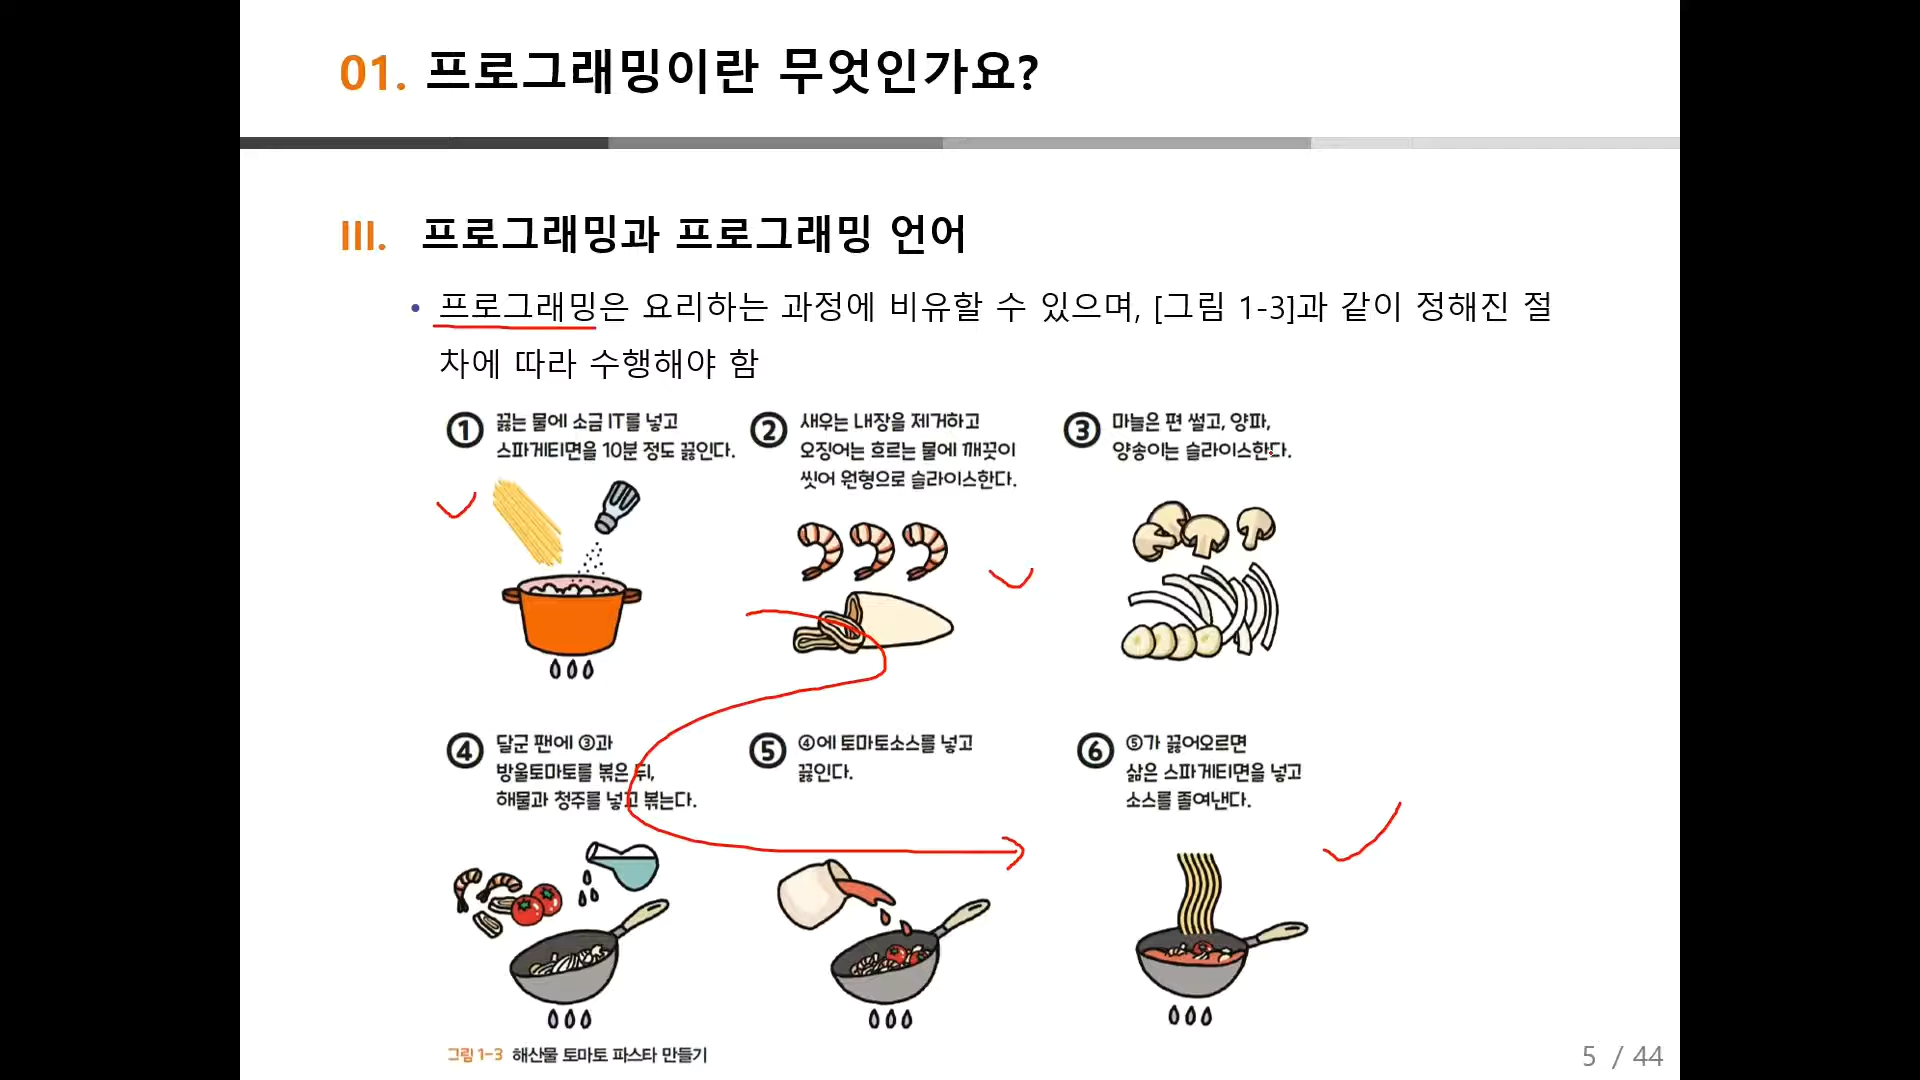 01. 프로그래밍이란 무엇인가요?
III. 프로그래밍과 프로그래밍 언어
• 프로그래밍은 요리하는 과정에 비유할 수 있으며, [그림 1-3]과 같이 정해진 절
차에 따라 수행해야 함
① 끓는 물에 소금 1T를 넣고
스파게티면을 10분 정도 끓인다.
② 새우는 내장을 제거하고
오징어는 흐르는 물에 깨끗이
씻어 원형으로 슬라이스한다.
③ 마늘은 편 썰고, 양파,
양송이는 슬라이스한다.
④ 달군 팬에 ③과
방울토마토를 볶은 뒤,
해물과 청주를 넣고 볶는다.
⑤ ④에 토마토소스를 넣고
끓인다.
⑥ ⑤가 끓어오르면
삶은 스파게티면을 넣고
소스를 졸여낸다.
그림 1-3 해산물 토마토 파스타 만들기
5 / 44